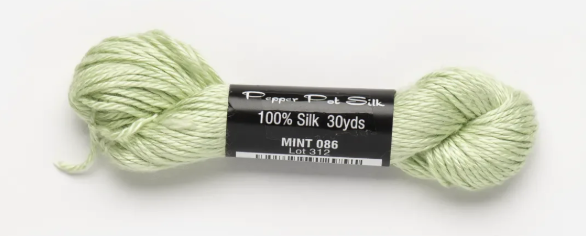 Pepper Pot Silk
100% Silk 30yds
MINT 086
Lot 312